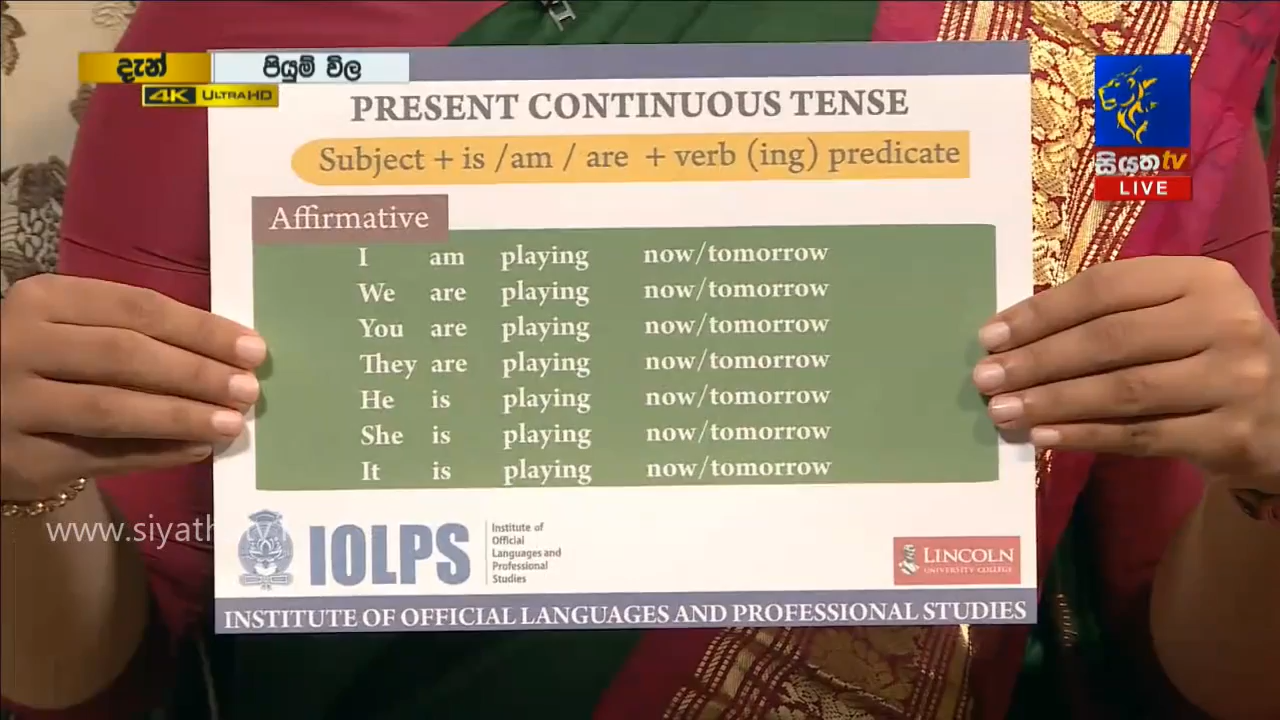 දැන් පියුම් විල
4K ULTRA HD
සියත tv
LIVE
PRESENT CONTINUOUS TENSE
Subject + is /am / are + verb (ing) predicate
Affirmative
I am playing now/tomorrow
We are playing now/tomorrow
You are playing now/tomorrow
They are playing now/tomorrow
He is playing now/tomorrow
She is playing now/tomorrow
It is playing now/tomorrow
IOLPS
Institute of
Official
Languages and
Professional
Studies
LINCOLN
UNIVERSITY COLLEGE
INSTITUTE OF OFFICIAL LANGUAGES AND PROFESSIONAL STUDIES